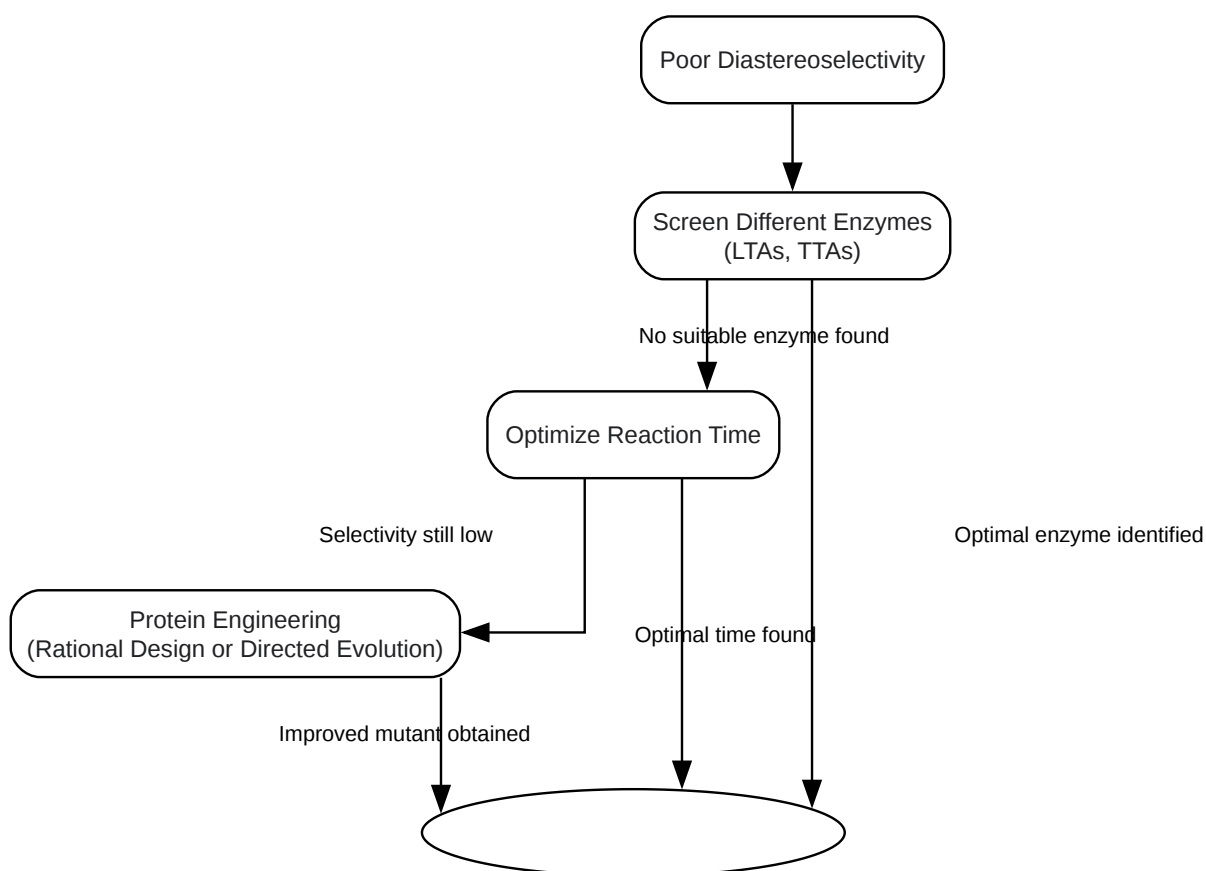 Poor Diastereoselectivity
Screen Different Enzymes
(LTAs, TTAs)
No suitable enzyme found
Optimize Reaction Time
Selectivity still low
Optimal enzyme identified
Protein Engineering
(Rational Design or Directed Evolution)
Optimal time found
Improved mutant obtained